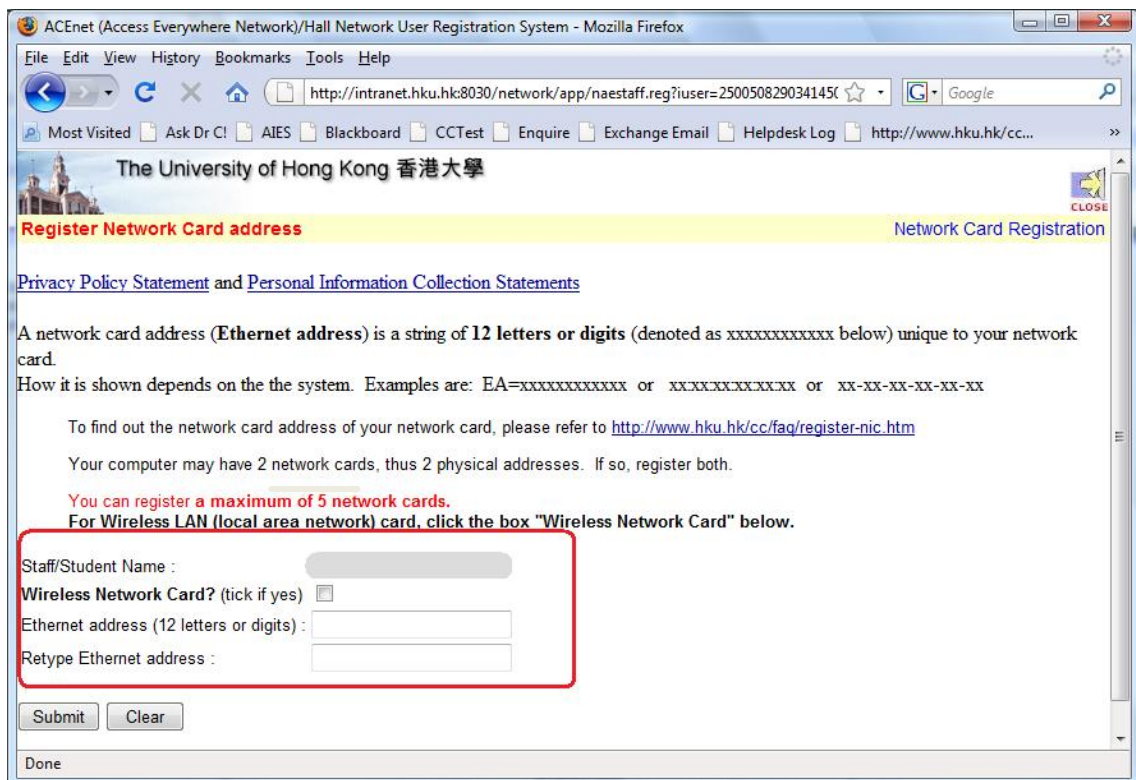 ACEnet (Access Everywhere Network)/Hall Network User Registration System - Mozilla Firefox
File Edit View History Bookmarks Tools Help
http://intranet.hku.hk:8030/network/app/naestaff.reg?iuser=2500508290341450 Google
Most Visited Ask Dr C! AIES Blackboard CCTest Enquire Exchange Email Helpdesk Log http://www.hku.hk/cc... »
The University of Hong Kong 香港大學
CLOSE
Register Network Card address Network Card Registration
Privacy Policy Statement and Personal Information Collection Statements
A network card address (Ethernet address) is a string of 12 letters or digits (denoted as xxxxxxxxxxxx below) unique to your network
card.
How it is shown depends on the the system. Examples are: EA=xxxxxxxxxxxx or xx:xx:xx:xx:xx:xx or xx-xx-xx-xx-xx-xx
To find out the network card address of your network card, please refer to http://www.hku.hk/cc/faq/register-nic.htm
Your computer may have 2 network cards, thus 2 physical addresses. If so, register both.
You can register a maximum of 5 network cards.
For Wireless LAN (local area network) card, click the box "Wireless Network Card" below.
Staff/Student Name :
Wireless Network Card? (tick if yes)
Ethernet address (12 letters or digits) :
Retype Ethernet address :
Submit Clear
Done